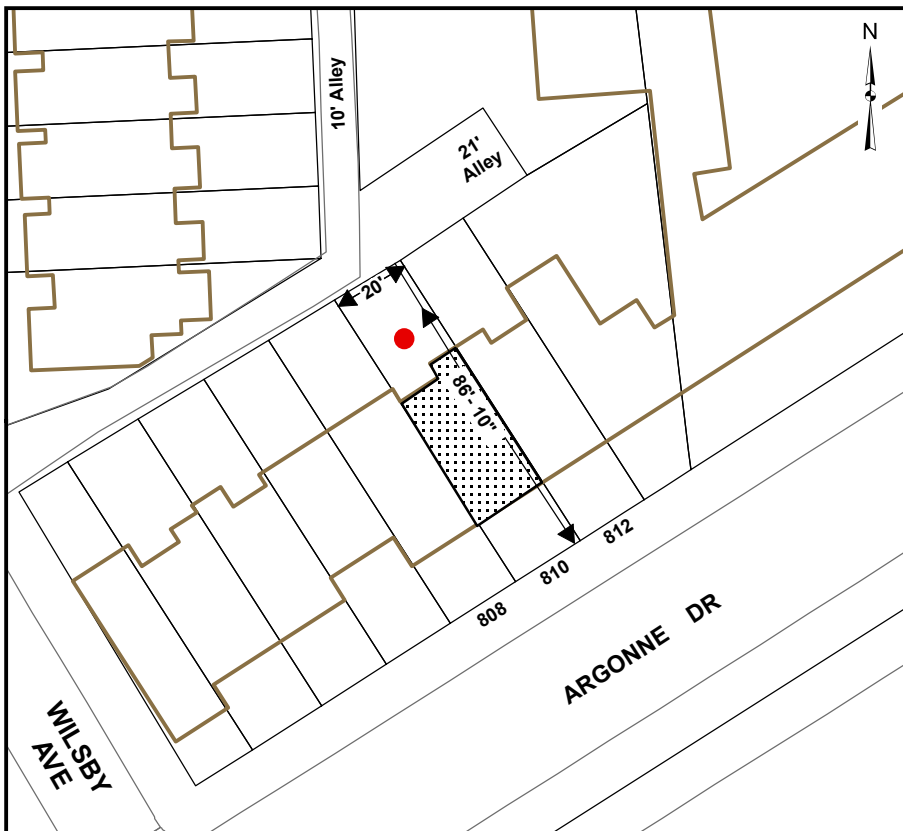 N
10' Alley
21'
Alley
20'
86'- 10"
812
810
808
ARGONNE DR
WILSBY
AVE